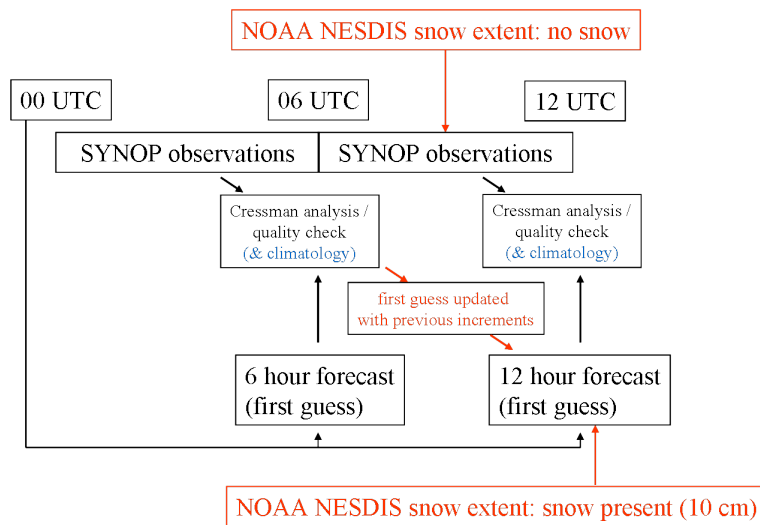 NOAA NESDIS snow extent: no snow
00 UTC
06 UTC
12 UTC
SYNOP observations
SYNOP observations
Cressman analysis /
quality check
(& climatology)
Cressman analysis /
quality check
(& climatology)
first guess updated
with previous increments
6 hour forecast
(first guess)
12 hour forecast
(first guess)
NOAA NESDIS snow extent: snow present (10 cm)